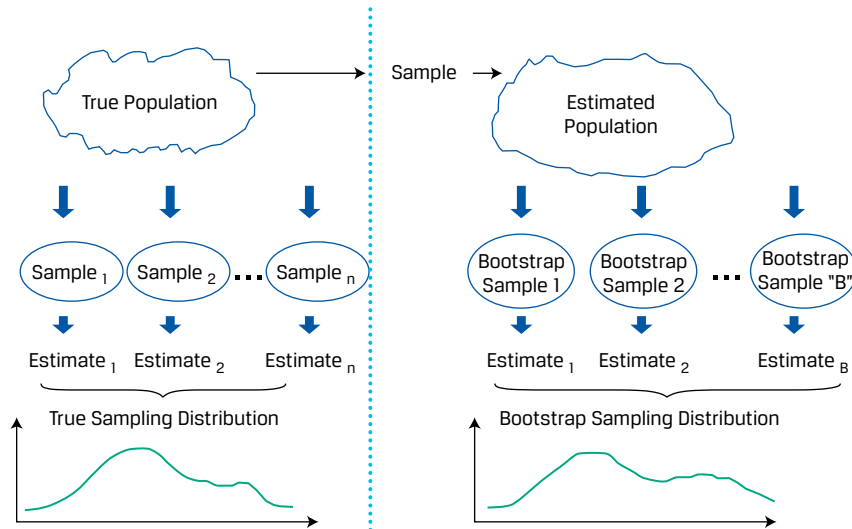 True Population
Sample
Estimated
Population
Sample 1
Sample 2
Sample n
Estimate 1
Estimate 2
Estimate n
True Sampling Distribution
Bootstrap
Sample 1
Bootstrap
Sample 2
Bootstrap
Sample "B"
Estimate 1
Estimate 2
Estimate B
Bootstrap Sampling Distribution